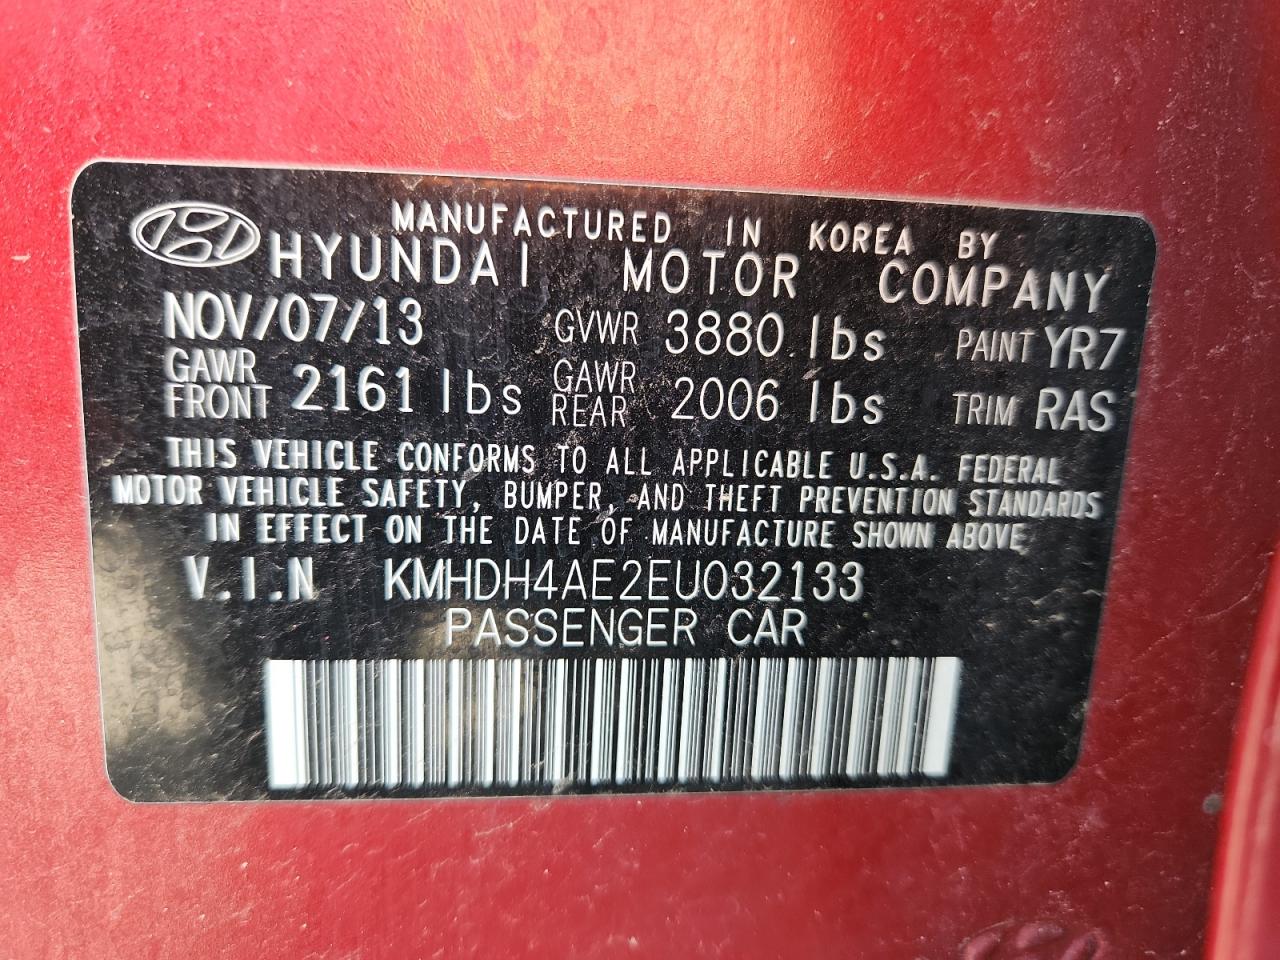 MANUFACTURED IN KOREA BY
HYUNDAI MOTOR COMPANY
NOV/07/13 GVWR 3880 lbs PAINT YR7
GAWR FRONT 2161 lbs GAWR REAR 2006 lbs TRIM RAS
THIS VEHICLE CONFORMS TO ALL APPLICABLE U.S.A. FEDERAL
MOTOR VEHICLE SAFETY, BUMPER, AND THEFT PREVENTION STANDARDS
IN EFFECT ON THE DATE OF MANUFACTURE SHOWN ABOVE.
V.I.N KMHDH4AE2EU032133
PASSENGER CAR